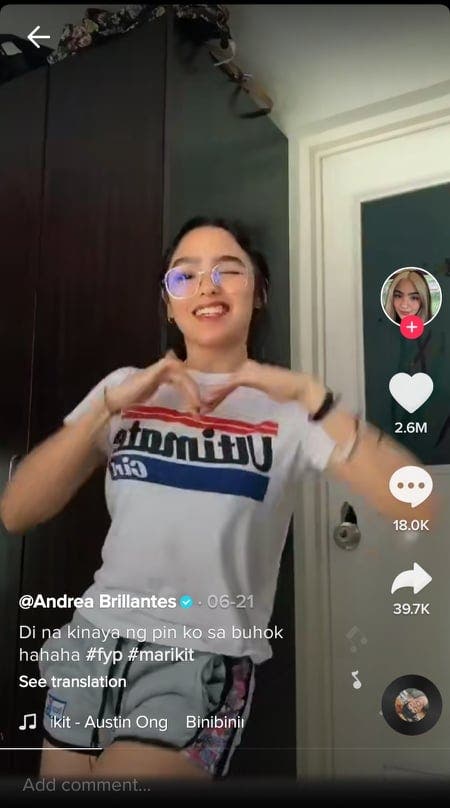 Ultimate
Girl
2.6M
18.0K
39.7K
@Andrea Brillantes · 06-21
Di na kinaya ng pin ko sa buhok
hahaha #fyp #marikit
See translation
ikit - Austin Ong Binibini
Add comment...